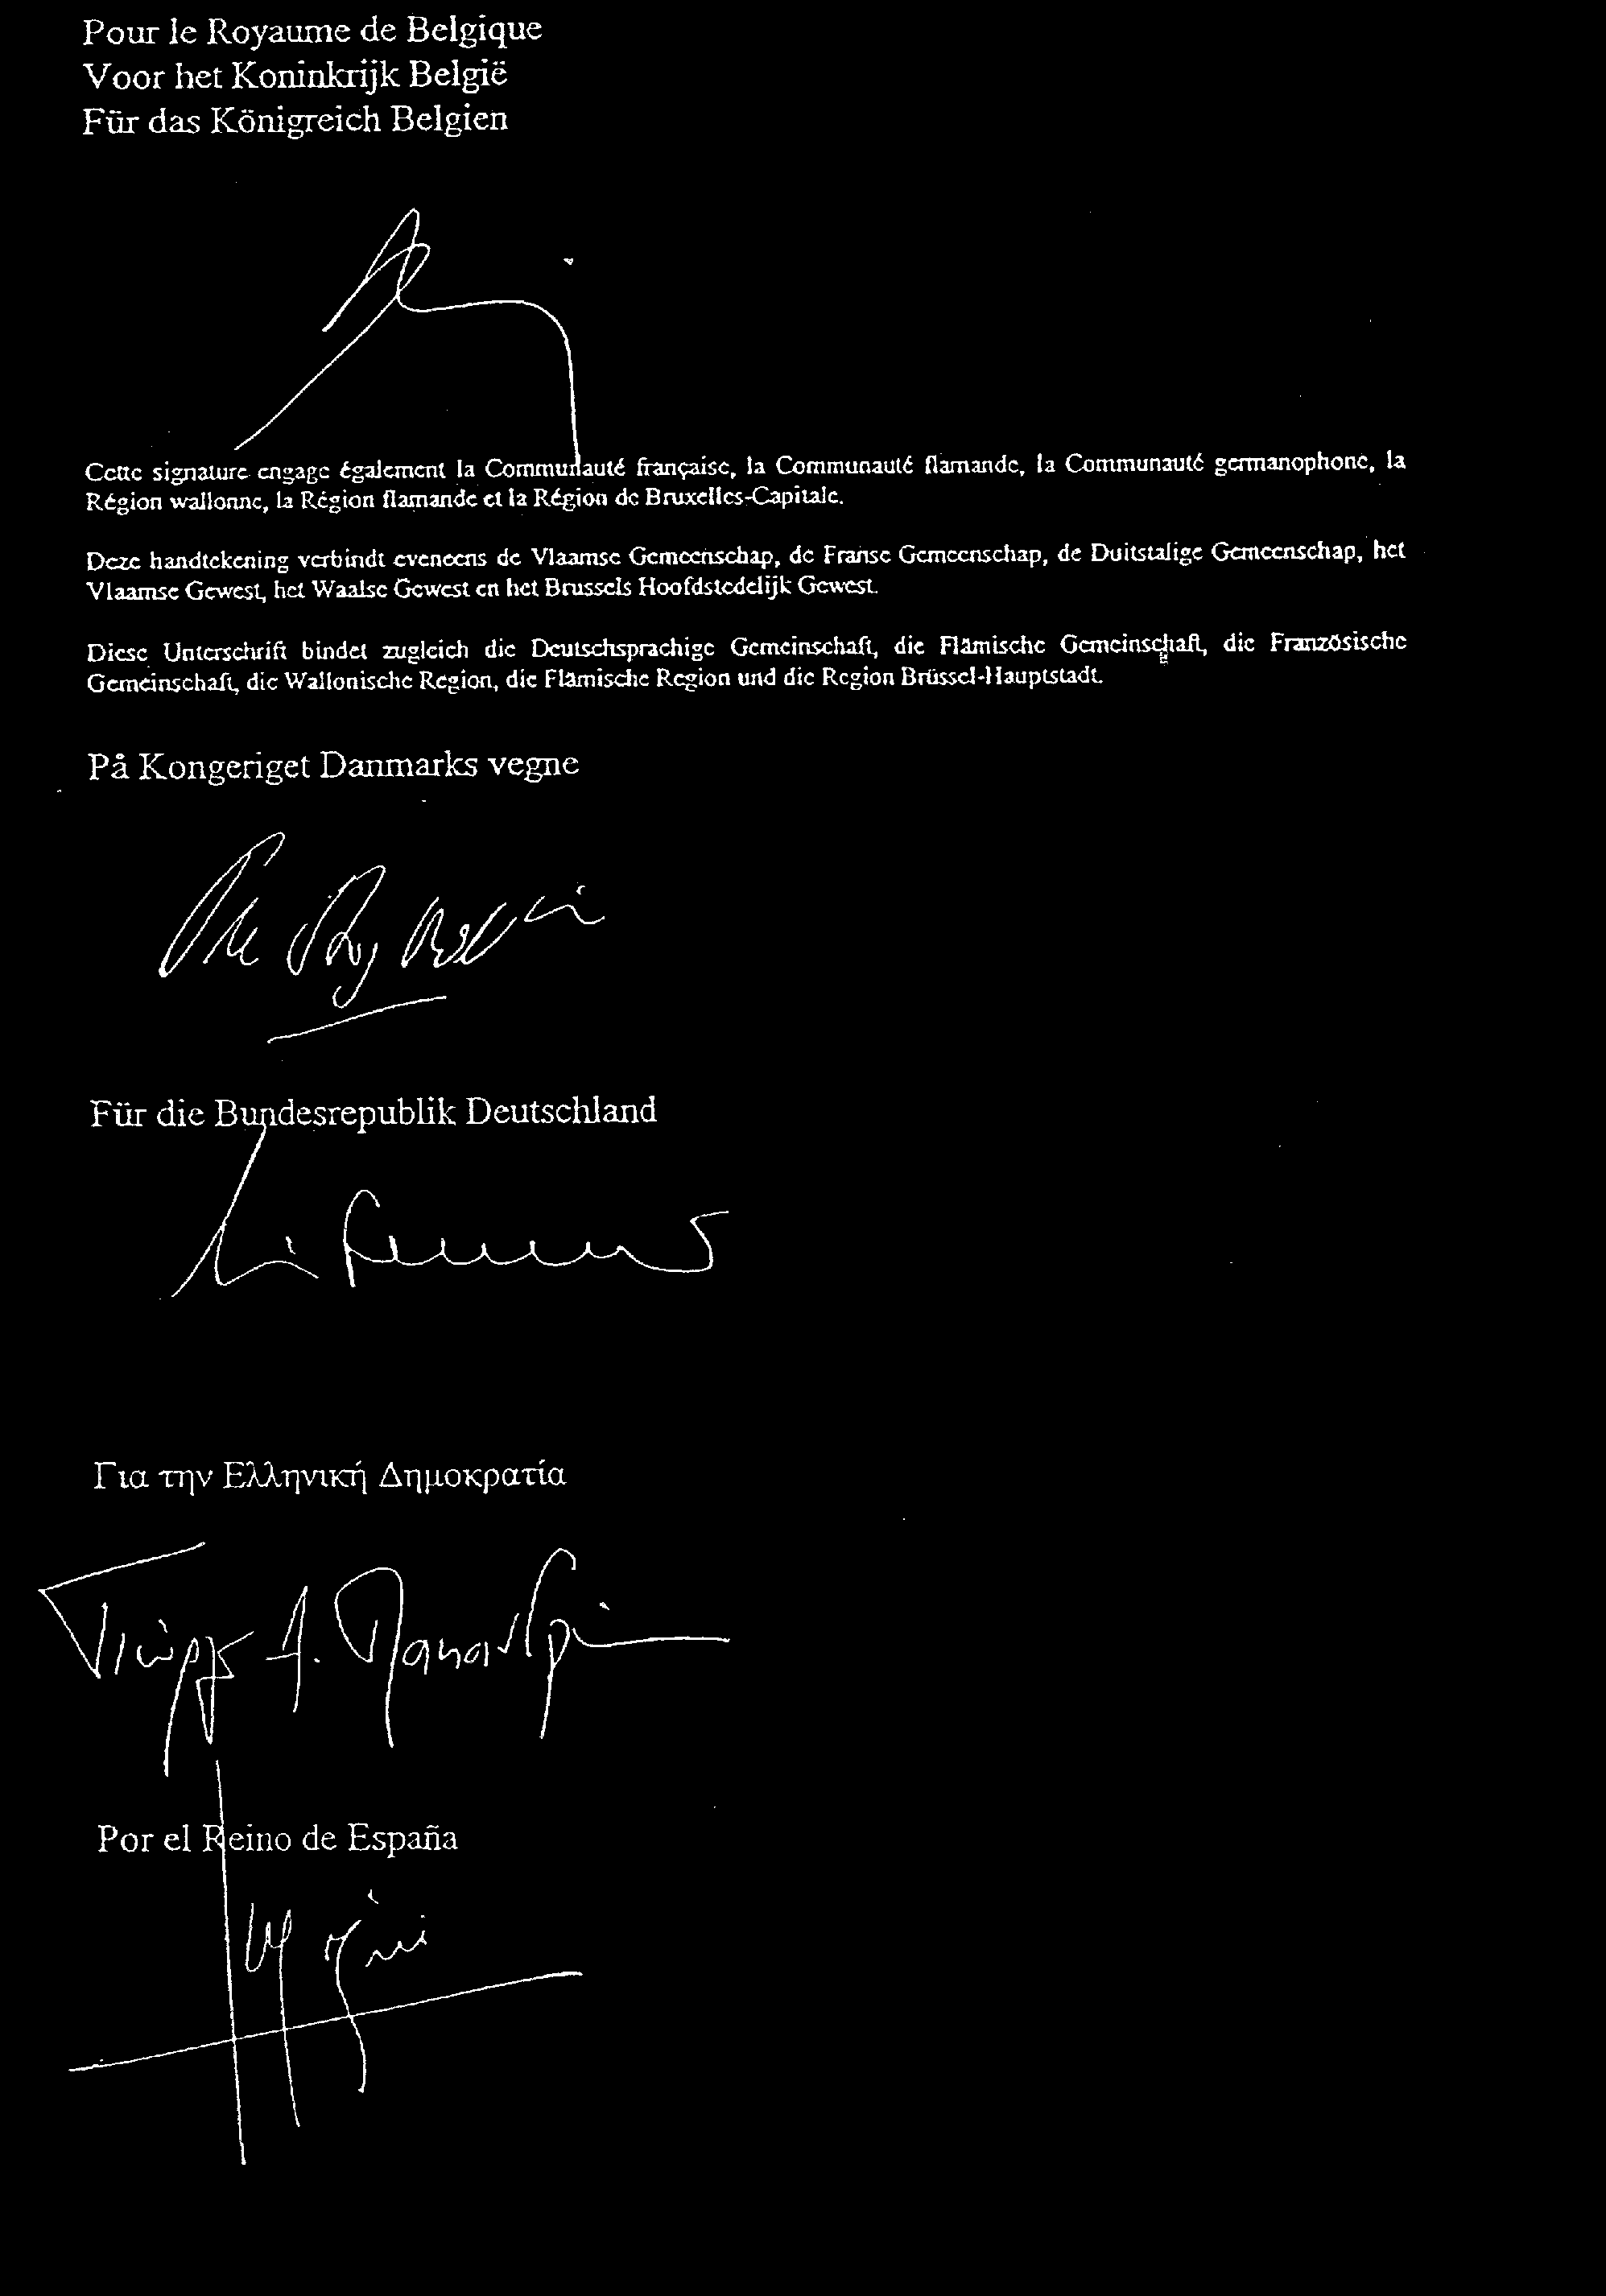 Pour le Royaume de Belgique
Voor het Koninkrijk België
Für das Königreich Belgien
Cette signature engage également la Communauté française, la Communauté flamande, la Communauté germanophone, la
Région wallonne, la Région flamande et la Région de Bruxelles-Capitale.
Deze handtekening verbindt eveneens de Vlaamse Gemeenschap, de Franse Gemeenschap, de Duitstalige Gemeenschap, het
Vlaamse Gewest, het Waalse Gewest en het Brussels Hoofdstedelijk Gewest.
Diese Unterschrift bindet zugleich die Deutschsprachige Gemeinschaft, die Flämische Gemeinschaft, die Französische
Gemeinschaft, die Wallonische Region, die Flämische Region und die Region Brüssel-Hauptstadt.
På Kongeriget Danmarks vegne
Für die Bundesrepublik Deutschland
Για την Ελληνική Δημοκρατία
Por el Reino de España